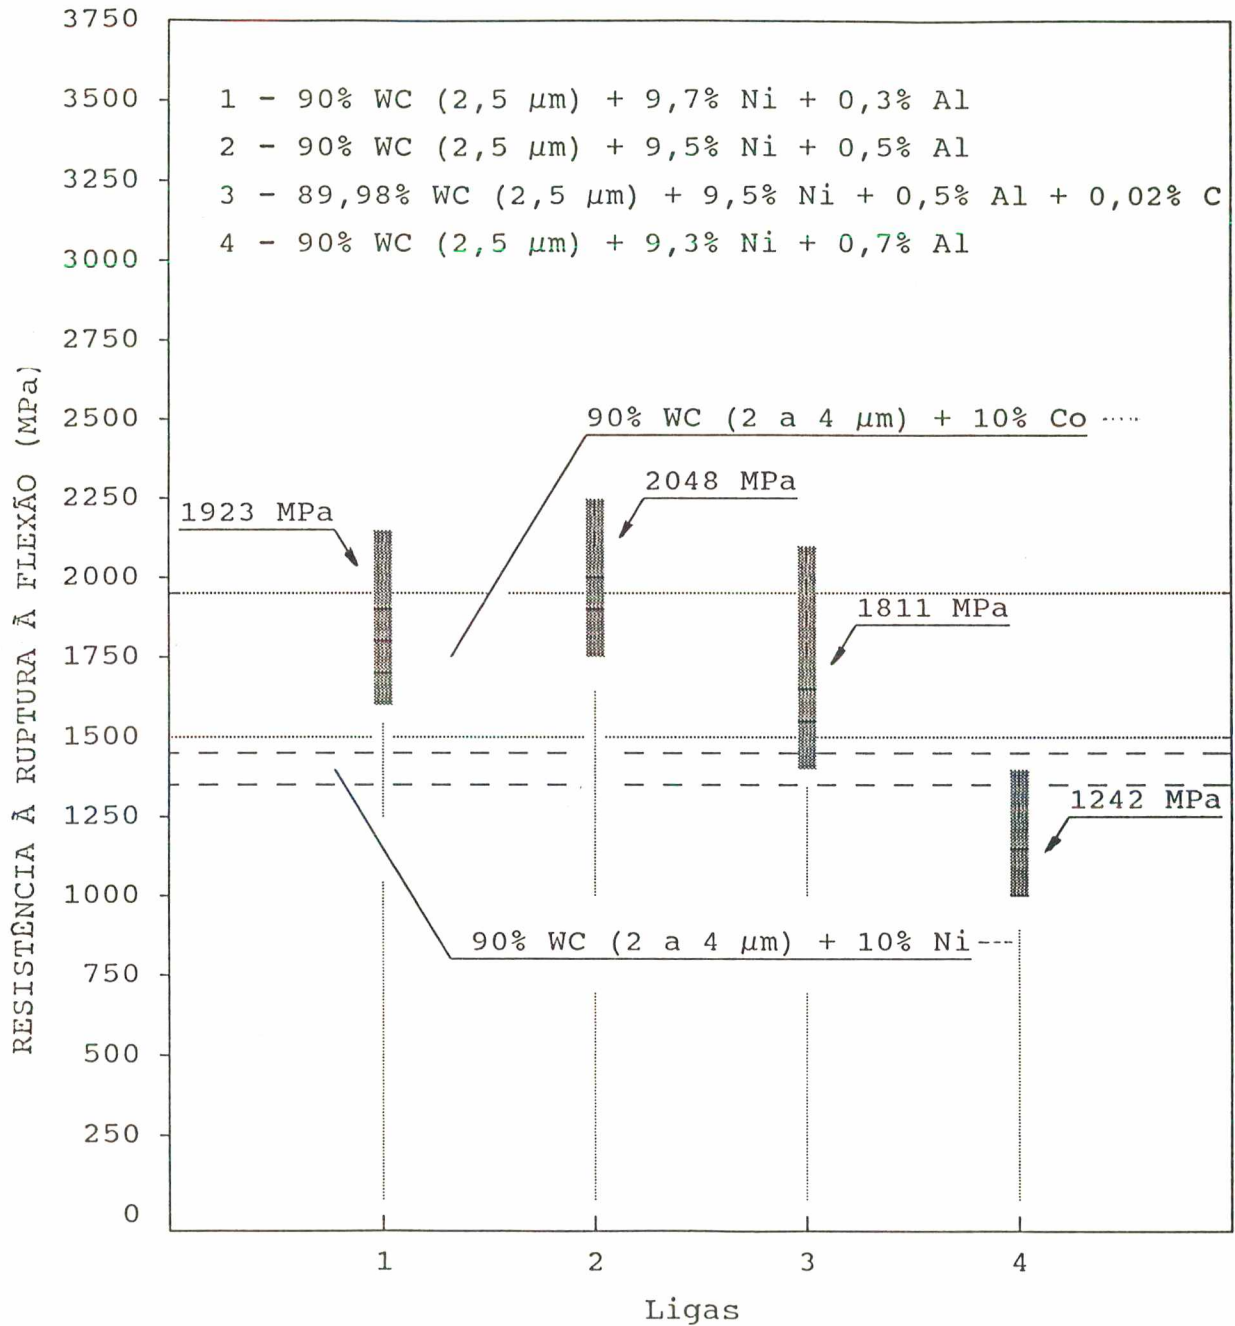 RESISTÊNCIA À RUPTURA À FLEXÃO (MPa)
3750
3500
3250
3000
2750
2500
2250
2000
1750
1500
1250
1000
750
500
250
0
1 - 90% WC (2,5 µm) + 9,7% Ni + 0,3% Al
2 - 90% WC (2,5 µm) + 9,5% Ni + 0,5% Al
3 - 89,98% WC (2,5 µm) + 9,5% Ni + 0,5% Al + 0,02% C
4 - 90% WC (2,5 µm) + 9,3% Ni + 0,7% Al
90% WC (2 a 4 µm) + 10% Co
2048 MPa
1923 MPa
1811 MPa
1242 MPa
90% WC (2 a 4 µm) + 10% Ni
1 2 3 4
Ligas